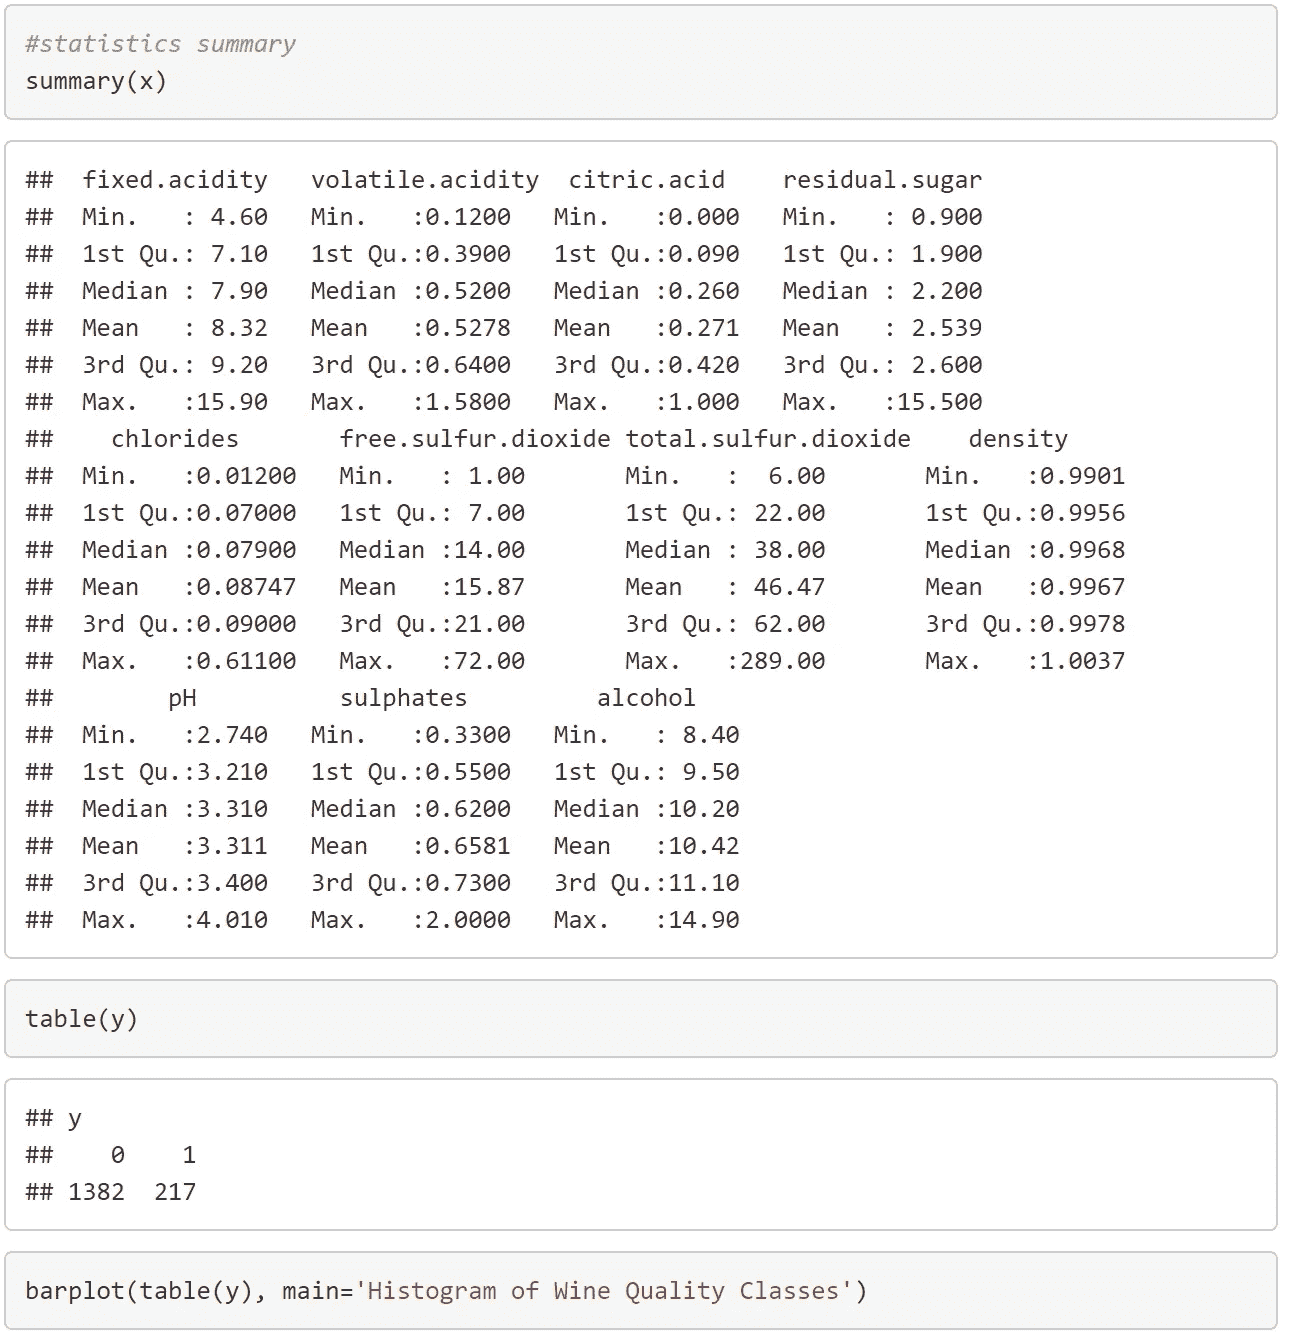 #statistics summary
summary(x)
##  fixed.acidity   volatile.acidity  citric.acid    residual.sugar
##  Min.   : 4.60   Min.   :0.1200   Min.   :0.000   Min.   : 0.900
##  1st Qu.: 7.10   1st Qu.:0.3900   1st Qu.:0.090   1st Qu.: 1.900
##  Median : 7.90   Median :0.5200   Median :0.260   Median : 2.200
##  Mean   : 8.32   Mean   :0.5278   Mean   :0.271   Mean   : 2.539
##  3rd Qu.: 9.20   3rd Qu.:0.6400   3rd Qu.:0.420   3rd Qu.: 2.600
##  Max.   :15.90   Max.   :1.5800   Max.   :1.000   Max.   :15.500
##    chlorides       free.sulfur.dioxide total.sulfur.dioxide    density
##  Min.   :0.01200   Min.   : 1.00       Min.   :  6.00       Min.   :0.9901
##  1st Qu.:0.07000   1st Qu.: 7.00       1st Qu.: 22.00       1st Qu.:0.9956
##  Median :0.07900   Median :14.00       Median : 38.00       Median :0.9968
##  Mean   :0.08747   Mean   :15.87       Mean   : 46.47       Mean   :0.9967
##  3rd Qu.:0.09000   3rd Qu.:21.00       3rd Qu.: 62.00       3rd Qu.:0.9978
##  Max.   :0.61100   Max.   :72.00       Max.   :289.00       Max.   :1.0037
##        pH          sulphates         alcohol
##  Min.   :2.740   Min.   :0.3300   Min.   : 8.40
##  1st Qu.:3.210   1st Qu.:0.5500   1st Qu.: 9.50
##  Median :3.310   Median :0.6200   Median :10.20
##  Mean   :3.311   Mean   :0.6581   Mean   :10.42
##  3rd Qu.:3.400   3rd Qu.:0.7300   3rd Qu.:11.10
##  Max.   :4.010   Max.   :2.0000   Max.   :14.90
table(y)
## y
##    0    1
## 1382  217
barplot(table(y), main='Histogram of Wine Quality Classes')